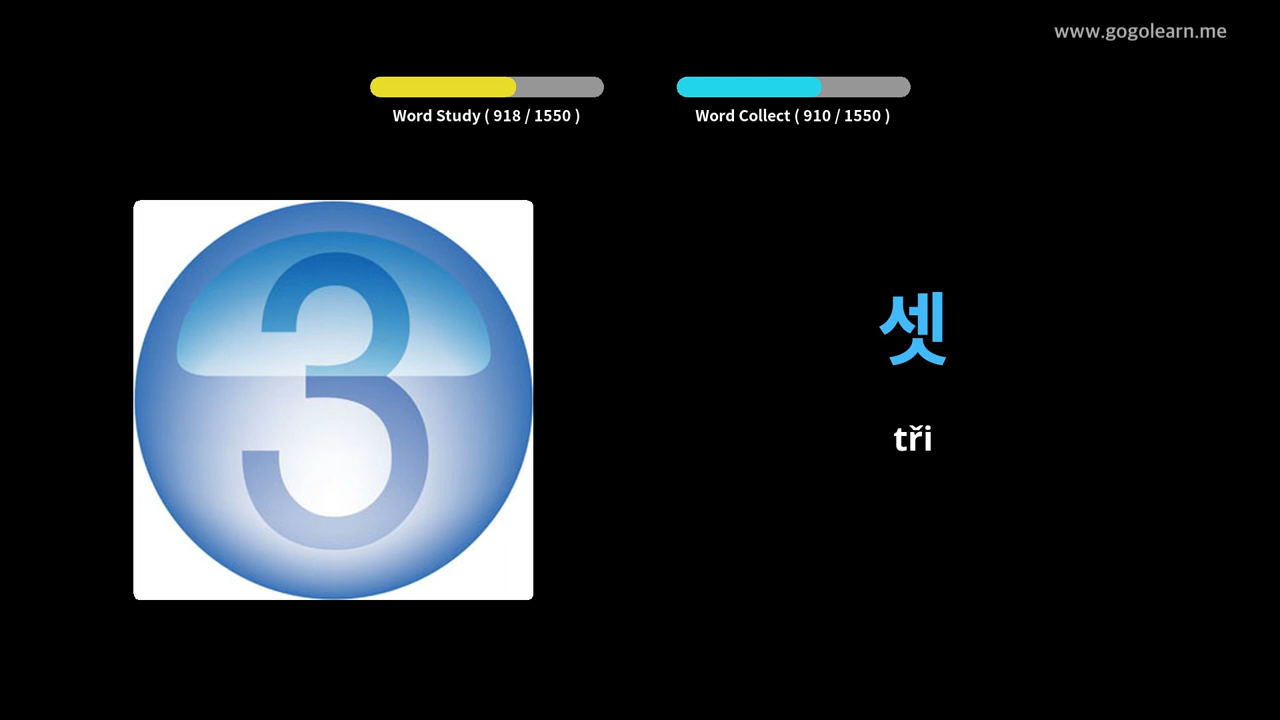 www.gogolearn.me
Word Study ( 918 / 1550 )
Word Collect ( 910 / 1550 )
3
셋
tři